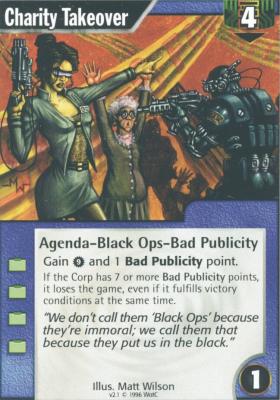 Charity Takeover
4
Agenda–Black Ops–Bad Publicity
Gain 9 and 1 Bad Publicity point.
If the Corp has 7 or more Bad Publicity points,
it loses the game, even if it fulfills victory
conditions at the same time.
“We don't call them ‘Black Ops’ because
they're immoral; we call them that
because they put us in the black.”
Illus. Matt Wilson
v2.1 © 1996 WotC
1